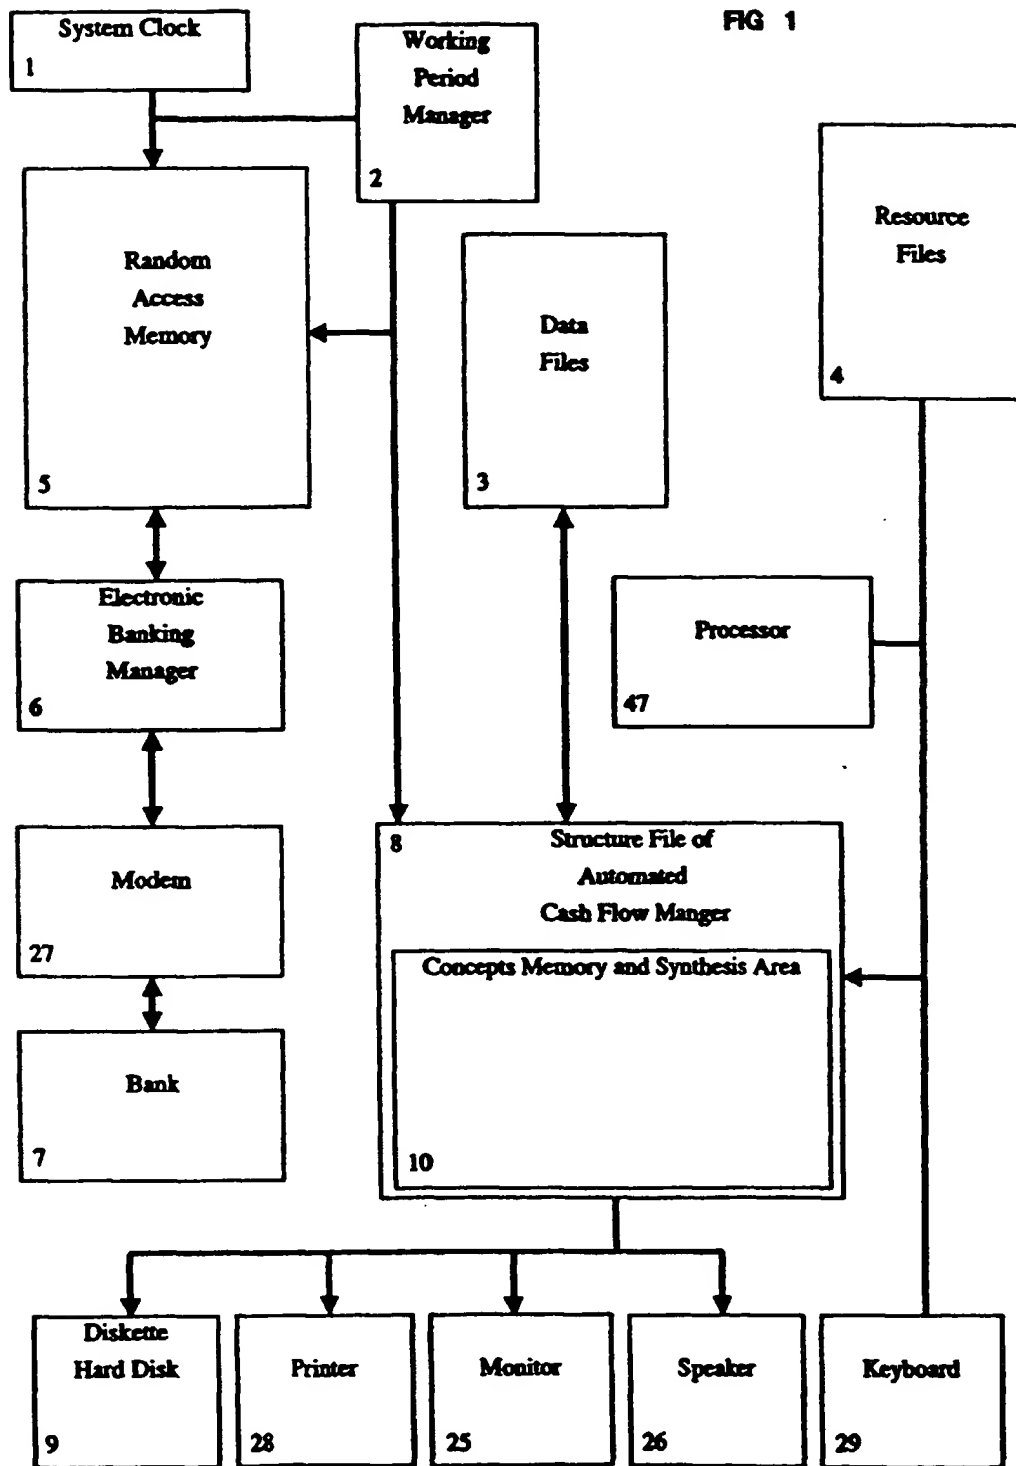 FIG 1
System Clock
1
Working
Period
Manager
2
Random
Access
Memory
5
Data
Files
3
Resource
Files
4
Electronic
Banking
Manager
6
Processor
47
Modem
27
8
Structure File of
Automated
Cash Flow Manger
Concepts Memory and Synthesis Area
10
Bank
7
Diskette
Hard Disk
9
Printer
28
Monitor
25
Speaker
26
Keyboard
29